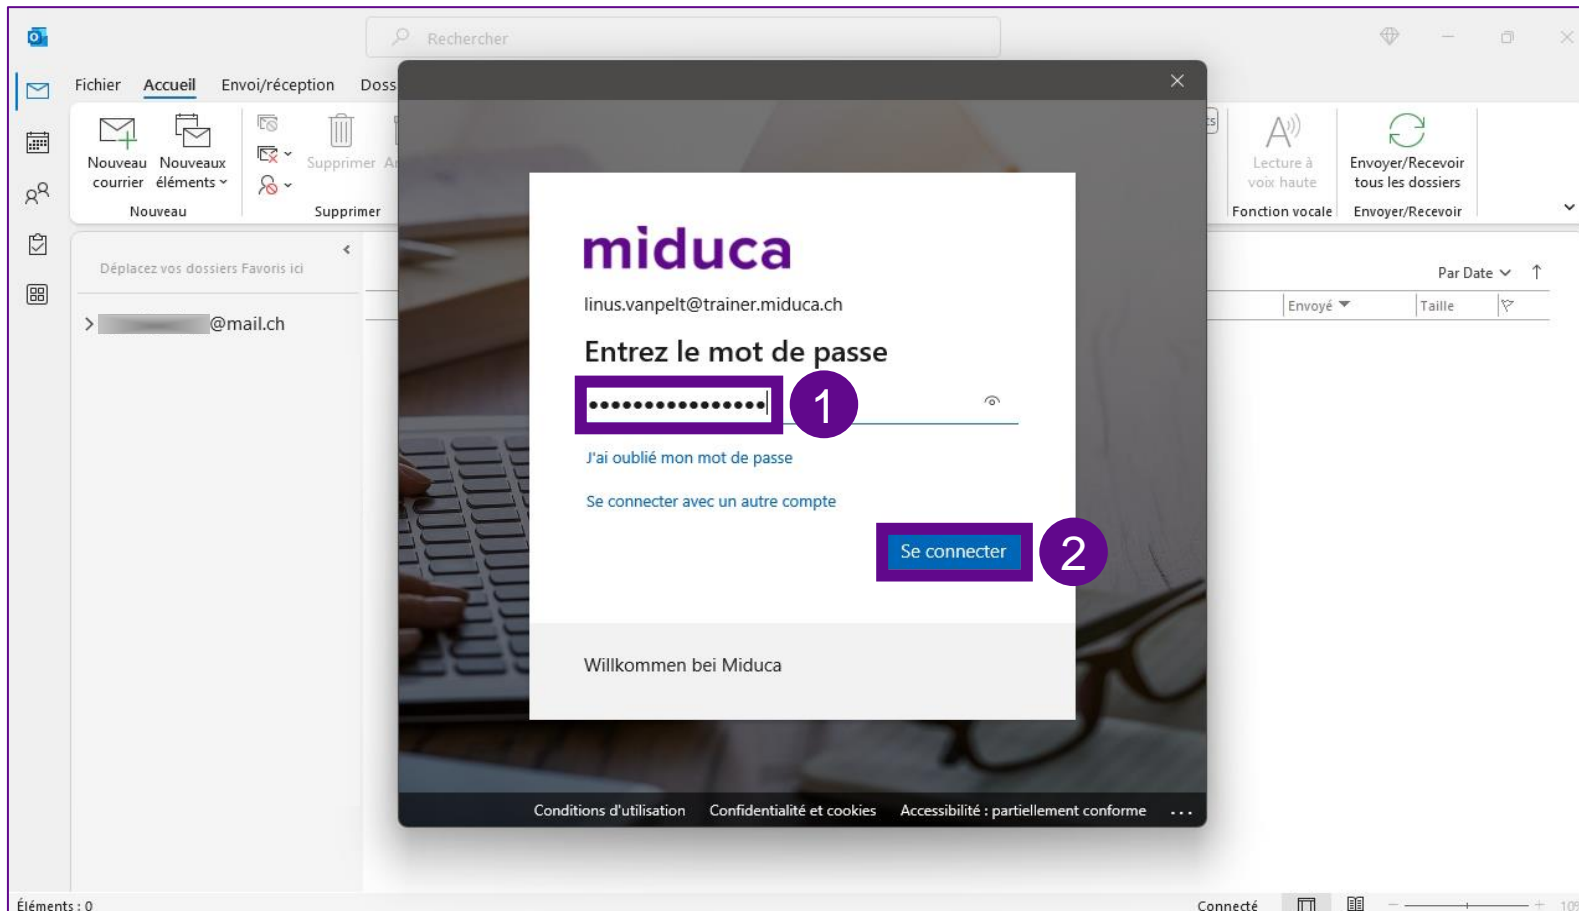 Rechercher
Fichier Accueil Envoi/réception Doss
Nouveau courrier
Nouveaux éléments
Supprimer
Lecture à voix haute
Envoyer/Recevoir tous les dossiers
Nouveau
Supprimer
Fonction vocale
Envoyer/Recevoir
Déplacez vos dossiers Favoris ici
@mail.ch
Par Date
Envoyé
Taille
miduca
linus.vanpelt@trainer.miduca.ch
Entrez le mot de passe
1
J'ai oublié mon mot de passe
Se connecter avec un autre compte
Se connecter
2
Willkommen bei Miduca
Conditions d'utilisation Confidentialité et cookies Accessibilité : partiellement conforme ...
Éléments : 0
Connecté